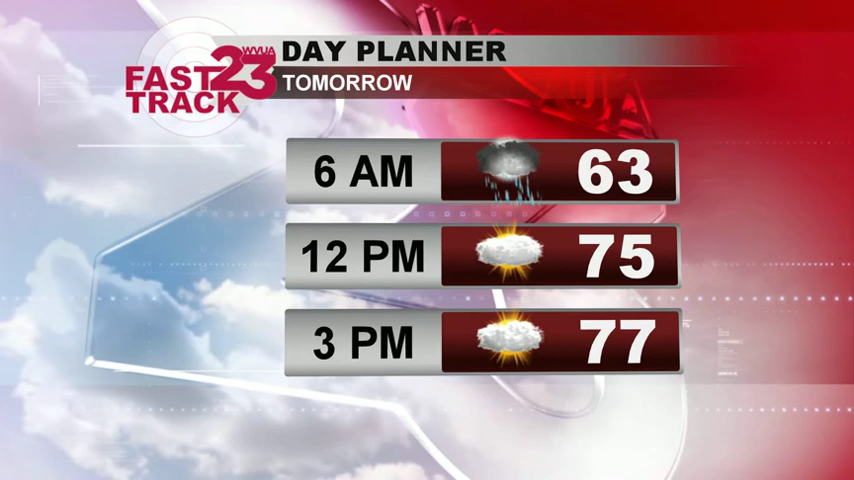 WVUA
23
FAST
TRACK
DAY PLANNER
TOMORROW
6 AM 63
12 PM 75
3 PM 77